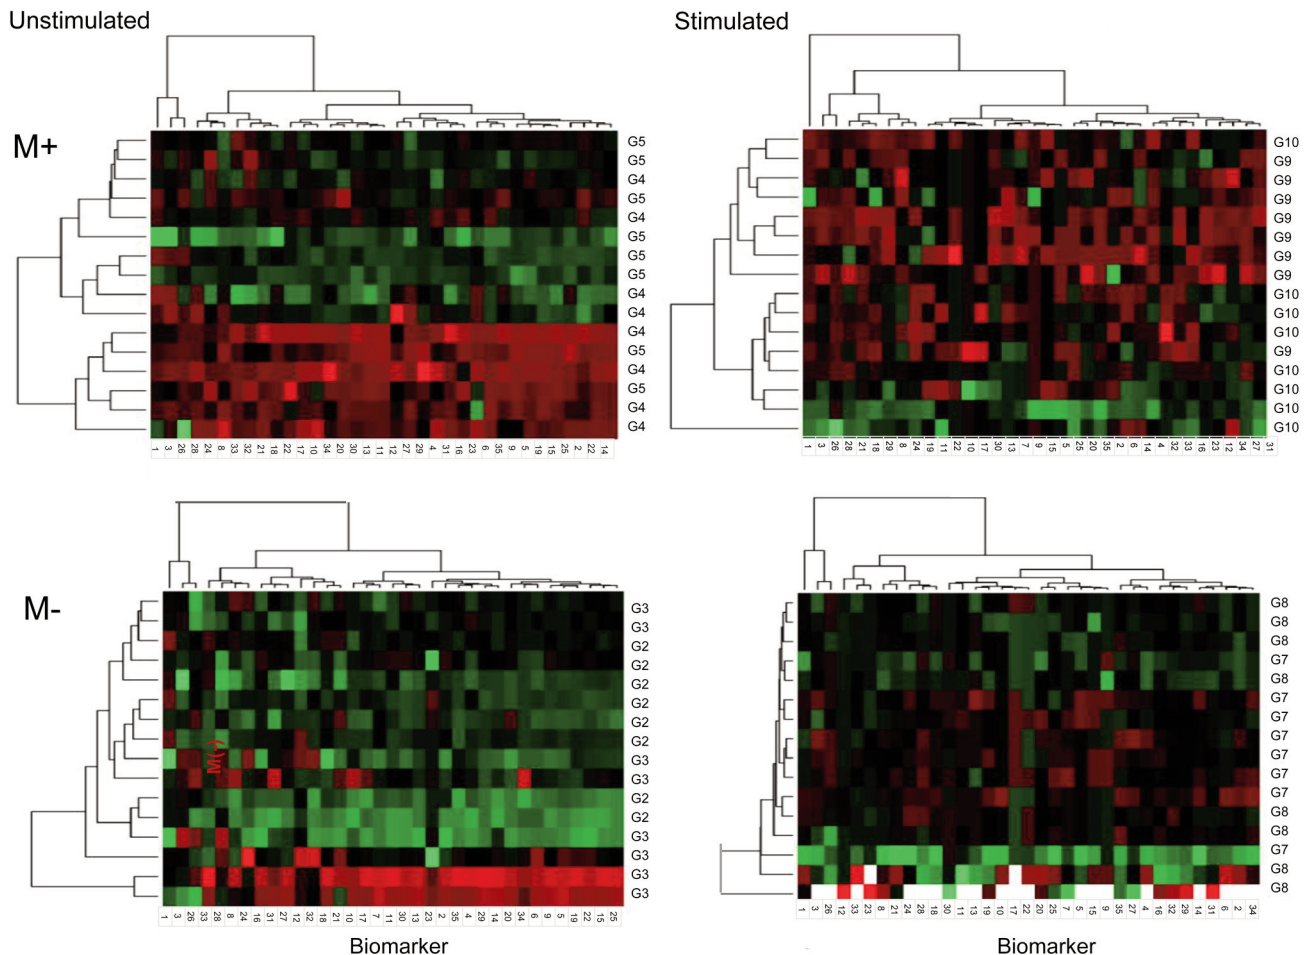 Unstimulated
Stimulated
M+
G5
G5
G4
G5
G4
G5
G5
G5
G4
G4
G4
G5
G4
G5
G4
G4
1 3 26 28 24 8 33 32 21 18 22 17 10 34 20 30 13 11 12 27 29 4 16 23 6 35 9 5 19 15 25 2 22 14
G10
G9
G9
G9
G9
G9
G9
G9
G10
G10
G10
G9
G10
G10
G10
G10
1 3 26 28 21 18 29 8 24 19 11 22 10 17 30 13 7 9 15 5 25 20 35 2 6 14 4 32 33 16 23 12 34 27 31
M-
G3
G3
G2
G2
G2
G2
G2
G2
G3
G3
G2
G2
G3
G3
G3
G3
M(-)
1 3 26 33 28 8 24 16 31 27 12 32 18 21 10 17 7 11 30 13 23 2 35 4 29 14 20 34 6 9 22 19 5 15 25
Biomarker
G8
G8
G8
G7
G8
G7
G7
G7
G7
G7
G7
G8
G8
G7
G8
G8
1 3 26 12 33 23 8 21 24 28 18 30 11 13 19 10 17 22 20 25 7 5 15 9 35 27 4 16 32 29 14 31 6 2 34
Biomarker